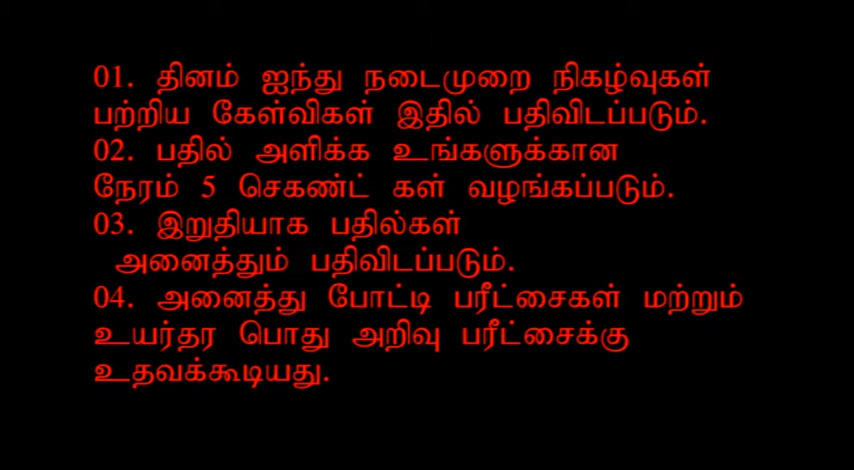 01. தினம் ஐந்து நடைமுறை நிகழ்வுகள்
பற்றிய கேள்விகள் இதில் பதிவிடப்படும்.
02. பதில் அளிக்க உங்களுக்கான
நேரம் 5 செகண்ட் கள் வழங்கப்படும்.
03. இறுதியாக பதில்கள்
அனைத்தும் பதிவிடப்படும்.
04. அனைத்து போட்டி பரீட்சைகள் மற்றும்
உயர்தர பொது அறிவு பரீட்சைக்கு
உதவக்கூடியது.